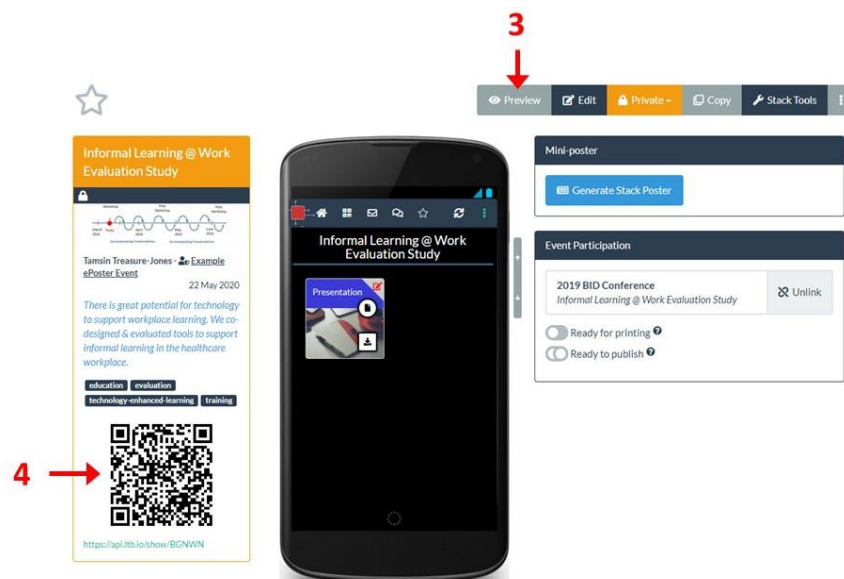 3
Preview Edit Private Copy Stack Tools
Informal Learning @ Work
Evaluation Study
Workshop
Final
Workshop
Tamsin Treasure-Jones - Example
ePoster Event
22 May 2020
There is great potential for technology
to support workplace learning. We co-
designed & evaluated tools to support
informal learning in the healthcare
workplace.
education evaluation
technology-enhanced-learning training
4
https://api.ltb.io/show/BGNWN
Informal Learning @ Work
Evaluation Study
Presentation
Mini-poster
Generate Stack Poster
Event Participation
2019 BID Conference
Informal Learning @ Work Evaluation Study
Unlink
Ready for printing
Ready to publish